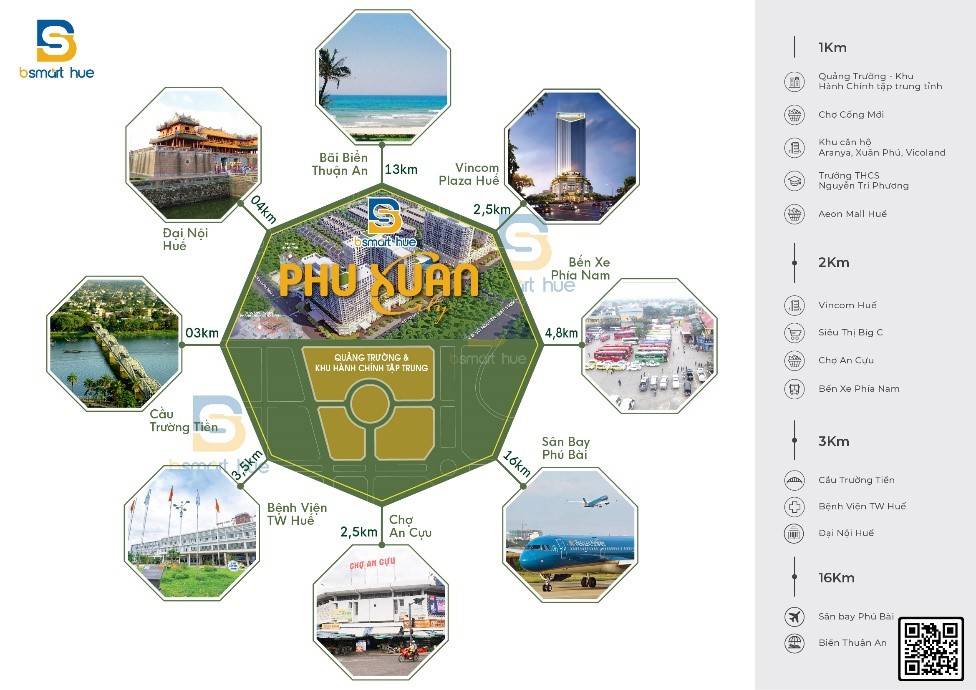 bsmart hue
Bãi Biển
Thuận An
13km
Vincom
Plaza Huế
2,5km
04km
Đại Nội
Huế
bsmart hue
PHU XUÂN
City
Bến Xe
Phía Nam
rt hue
03km
4,8km
bsmart hue
QUẢNG TRƯỜNG &
KHU HÀNH CHÍNH TẬP TRUNG
Cầu
Trường Tiền
bsmart hue
3,5km
Sân Bay
Phú Bài
16km
Bệnh Viện
TW Huế
2,5km
Chợ
An Cựu
CHỢ AN CỰU
1Km
Quảng Trường - Khu
Hành Chính tập trung tỉnh
Chợ Cống Mới
Khu căn hộ
Aranya, Xuân Phú, Vicoland
Trường THCS
Nguyễn Tri Phương
Aeon Mall Huế
2Km
Vincom Huế
Siêu Thị Big C
Chợ An Cựu
Bến Xe Phía Nam
3Km
Cầu Trường Tiền
Bệnh Viện TW Huế
Đại Nội Huế
16Km
Sân bay Phú Bài
Biển Thuận An